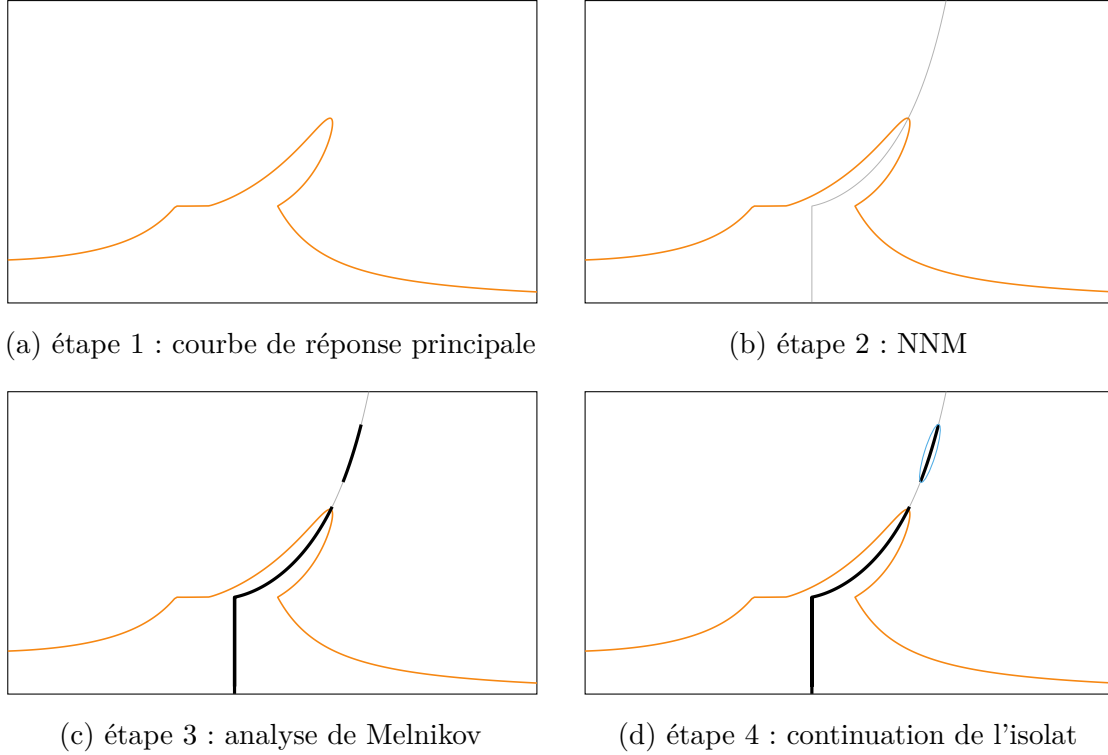 (a) étape 1 : courbe de réponse principale
(b) étape 2 : NNM
(c) étape 3 : analyse de Melnikov
(d) étape 4 : continuation de l'isolat